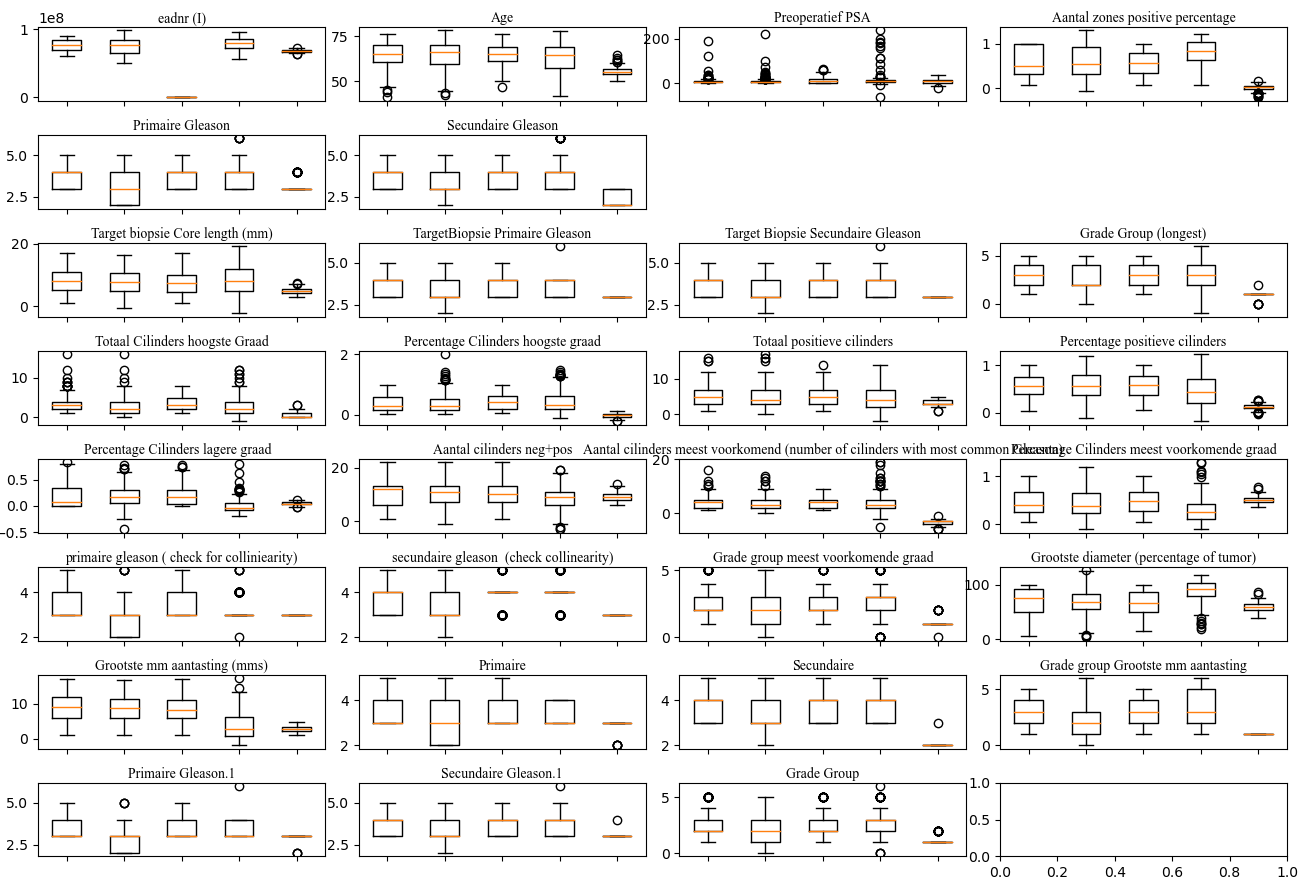 1e8
eadnr (I)
Age
Preoperatief PSA
Aantal zones positive percentage
1
0
75
50
200
0
1
0
Primaire Gleason
Secundaire Gleason
5.0
2.5
5.0
2.5
Target biopsie Core length (mm)
TargetBiopsie Primaire Gleason
Target Biopsie Secundaire Gleason
Grade Group (longest)
20
0
5.0
2.5
5.0
2.5
5
0
Totaal Cilinders hoogste Graad
Percentage Cilinders hoogste graad
Totaal positieve cilinders
Percentage positieve cilinders
10
0
2
0
10
0
1
0
Percentage Cilinders lagere graad
Aantal cilinders neg+pos
Aantal cilinders meest voorkomend (number of cilinders with most common Gleason)
Percentage Cilinders meest voorkomende graad
0.5
0.0
−0.5
20
0
20
0
1
0
primaire gleason ( check for colliniearity)
secundaire gleason  (check collinearity)
Grade group meest voorkomende graad
Grootste diameter (percentage of tumor)
4
2
4
2
5
0
100
0
Grootste mm aantasting (mms)
Primaire
Secundaire
Grade group Grootste mm aantasting
10
0
4
2
4
2
5
0
Primaire Gleason.1
Secundaire Gleason.1
Grade Group
5.0
2.5
5.0
2.5
5
0
1.0
0.5
0.0
0.0 0.2 0.4 0.6 0.8 1.0